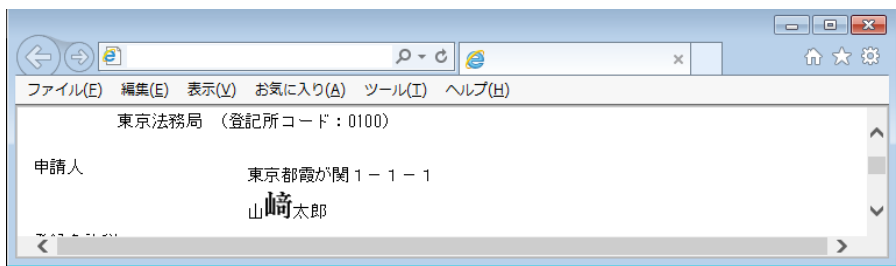 ファイル(F) 編集(E) 表示(V) お気に入り(A) ツール(T) ヘルプ(H)
東京法務局 (登記所コード:0100)
申請人
東京都霞が関1-1-1
山﨑太郎